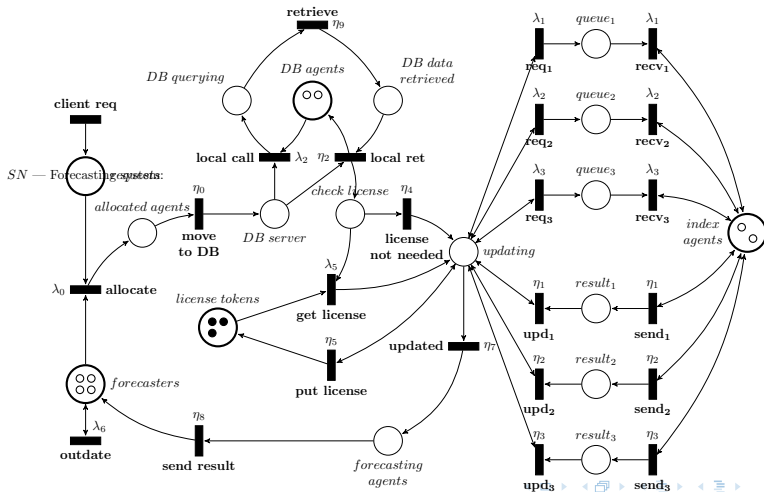 retrieve
η9
DB querying
DB agents
DB data
retrieved
client req
local call
λ2
η2
local ret
SN — Forecasting system:
requests
allocated agents
η0
move
to DB
DB server
check license
η4
license
not needed
updating
λ0
allocate
license tokens
λ5
get license
η5
put license
updated
η7
forecasters
λ6
outdate
η8
send result
forecasting
agents
λ1
queue1
λ1
req1
recv1
λ2
queue2
λ2
req2
recv2
λ3
queue3
λ3
req3
recv3
index
agents
η1
result1
η1
upd1
send1
η2
result2
η2
upd2
send2
η3
result3
η3
upd3
send3